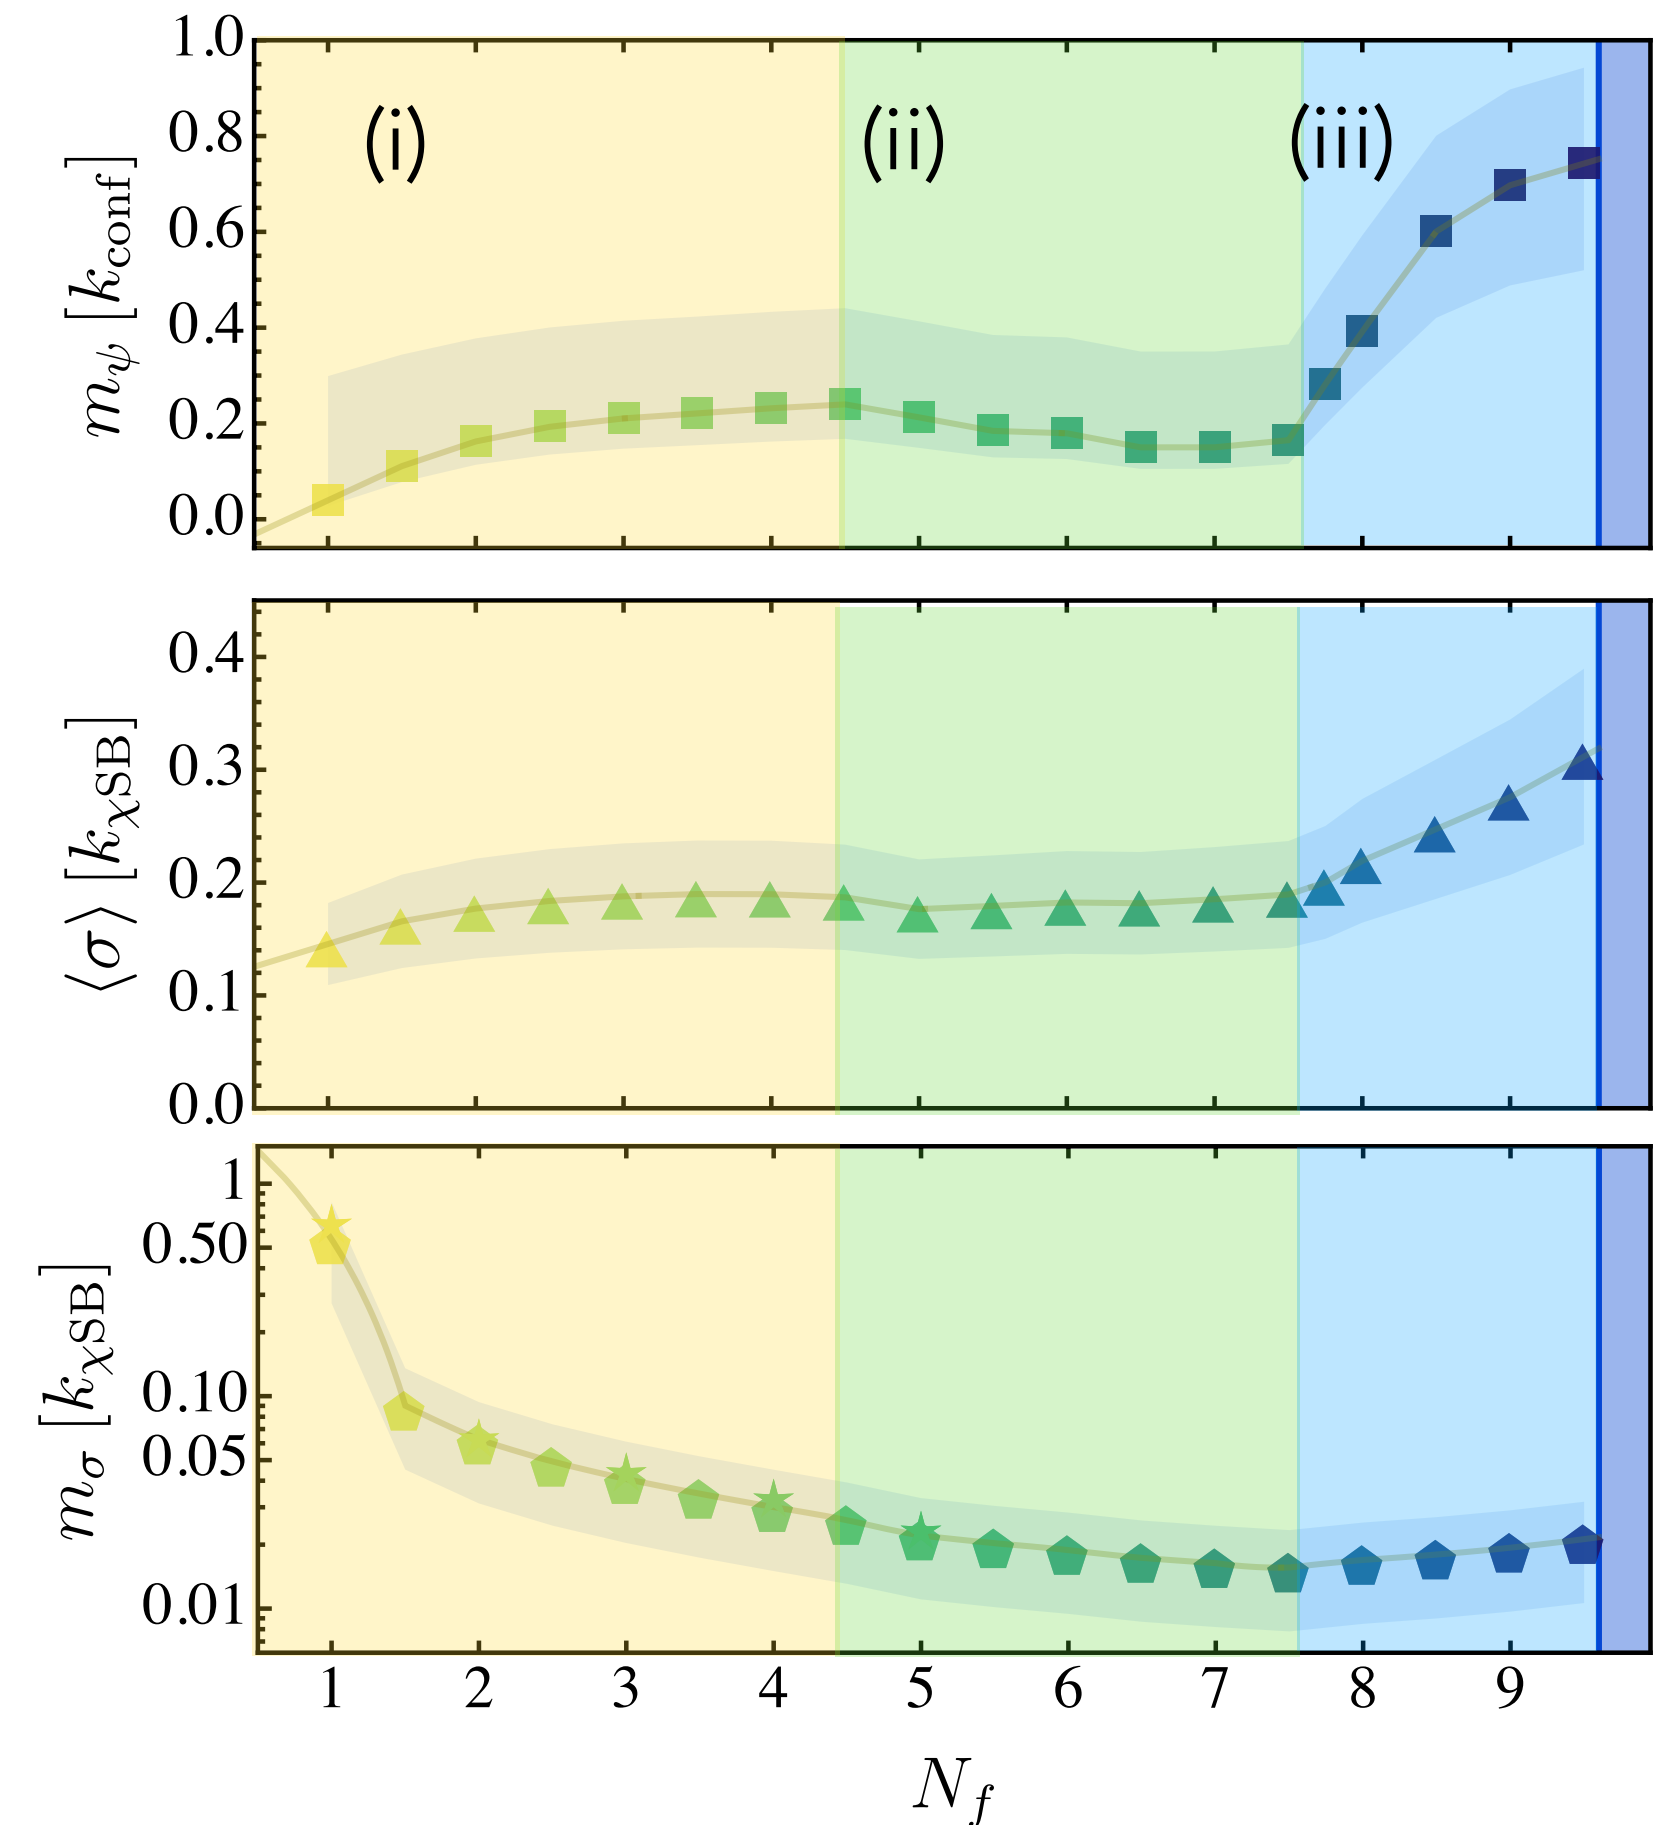 1.0
0.8
0.6
0.4
0.2
0.0
m_ψ [k_conf]
(i) (ii) (iii)
0.4
0.3
0.2
0.1
0.0
⟨σ⟩ [k_χSB]
1
0.50
0.10
0.05
0.01
m_σ [k_χSB]
1 2 3 4 5 6 7 8 9
N_f